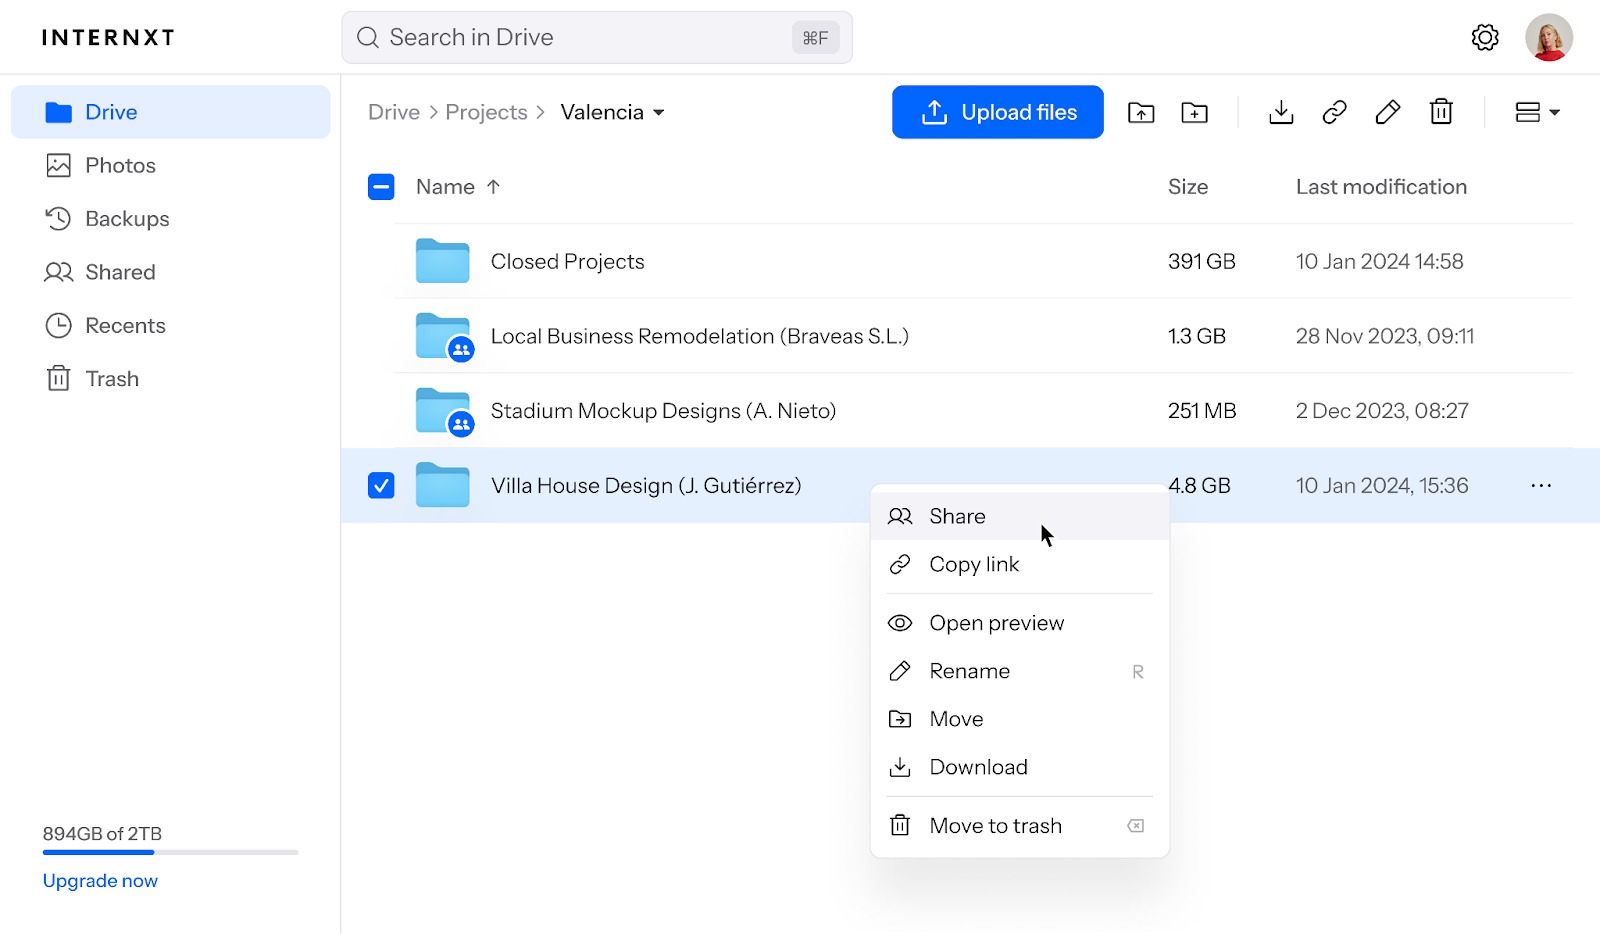 INTERNXT
Search in Drive ⌘F
Drive
Photos
Backups
Shared
Recents
Trash
894GB of 2TB
Upgrade now
Drive > Projects > Valencia
Upload files
Name ↑ Size Last modification
Closed Projects 391 GB 10 Jan 2024 14:58
Local Business Remodelation (Braveas S.L.) 1.3 GB 28 Nov 2023, 09:11
Stadium Mockup Designs (A. Nieto) 251 MB 2 Dec 2023, 08:27
Villa House Design (J. Gutiérrez) 4.8 GB 10 Jan 2024, 15:36
Share
Copy link
Open preview
Rename R
Move
Download
Move to trash